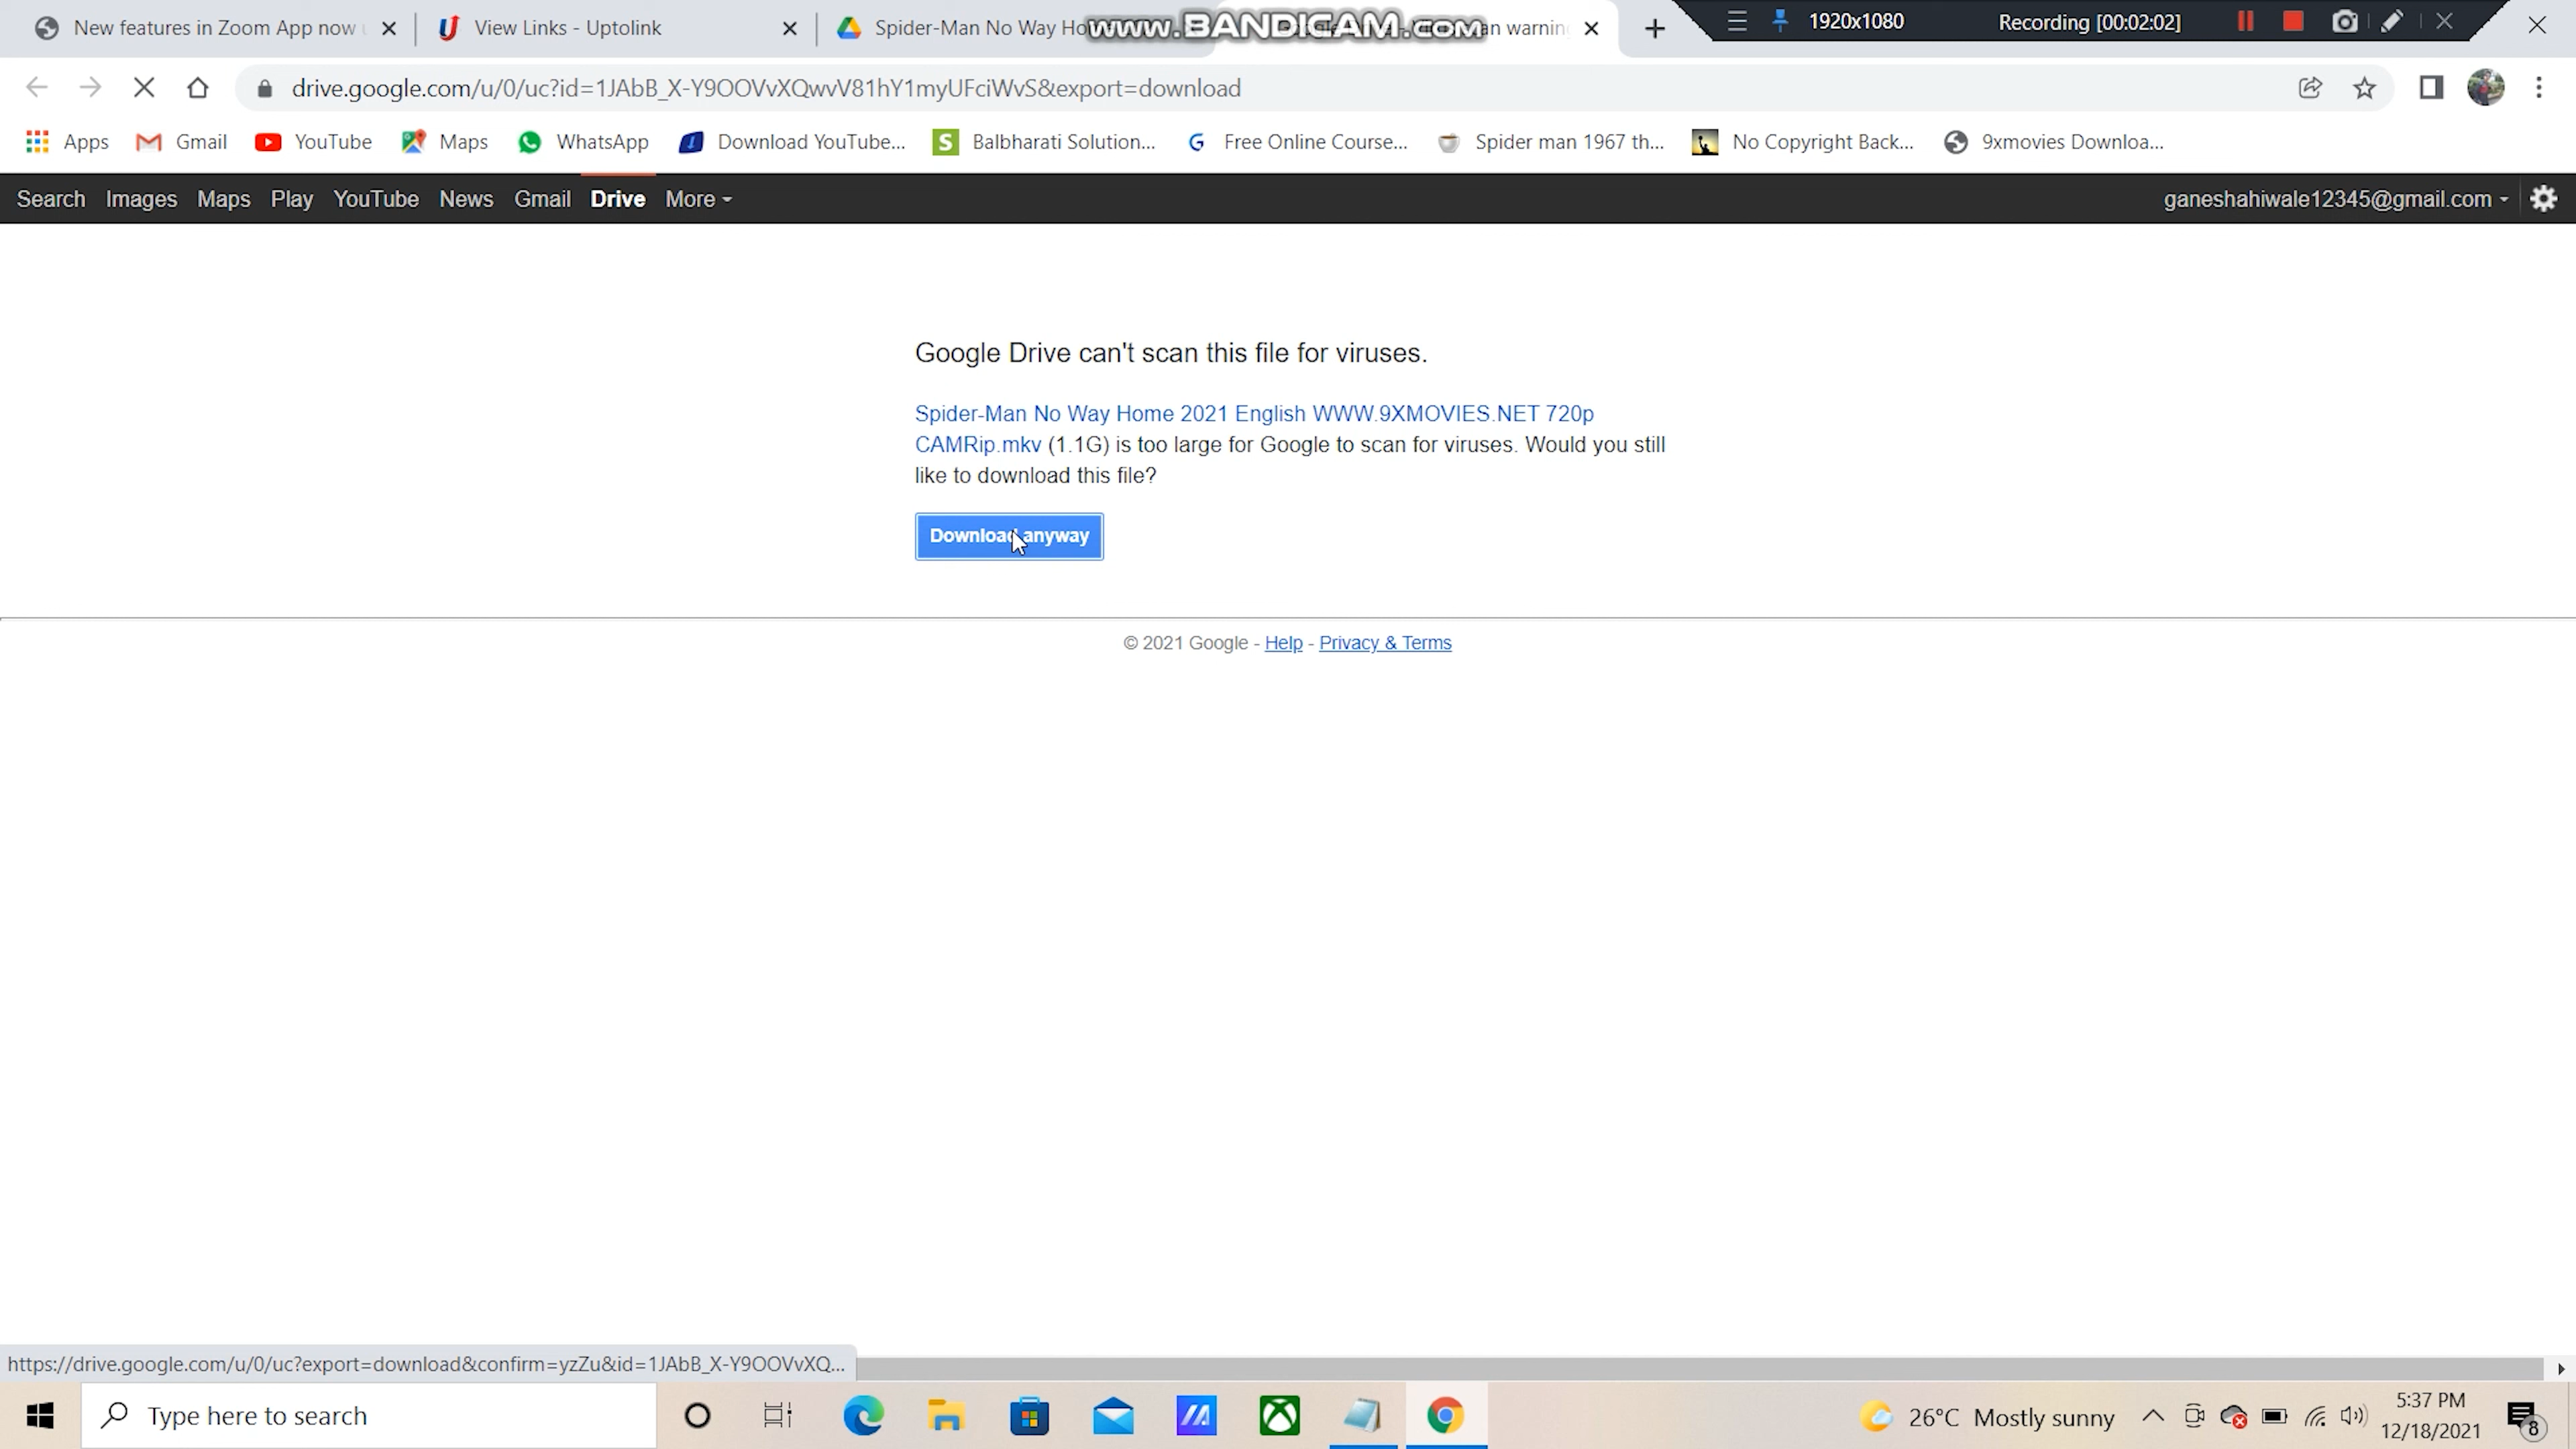 New features in Zoom App now
View Links - Uptolink
Spider-Man No Way Ho
www.BANDICAM.com
an warning
1920x1080
Recording [00:02:02]
drive.google.com/u/0/uc?id=1JAbB_X-Y9OOVvXQwvV81hY1myUFciWvS&export=download
Apps
Gmail
YouTube
Maps
WhatsApp
Download YouTube...
Balbharati Solution...
Free Online Course...
Spider man 1967 th...
No Copyright Back...
9xmovies Downloa...
Search Images Maps Play YouTube News Gmail Drive More
ganeshahiwale12345@gmail.com
Google Drive can't scan this file for viruses.
Spider-Man No Way Home 2021 English WWW.9XMOVIES.NET 720p
CAMRip.mkv (1.1G) is too large for Google to scan for viruses. Would you still
like to download this file?
Download anyway
© 2021 Google - Help - Privacy & Terms
https://drive.google.com/u/0/uc?export=download&confirm=yzZu&id=1JAbB_X-Y9OOVvXQ...
Type here to search
26°C Mostly sunny
5:37 PM
12/18/2021
8